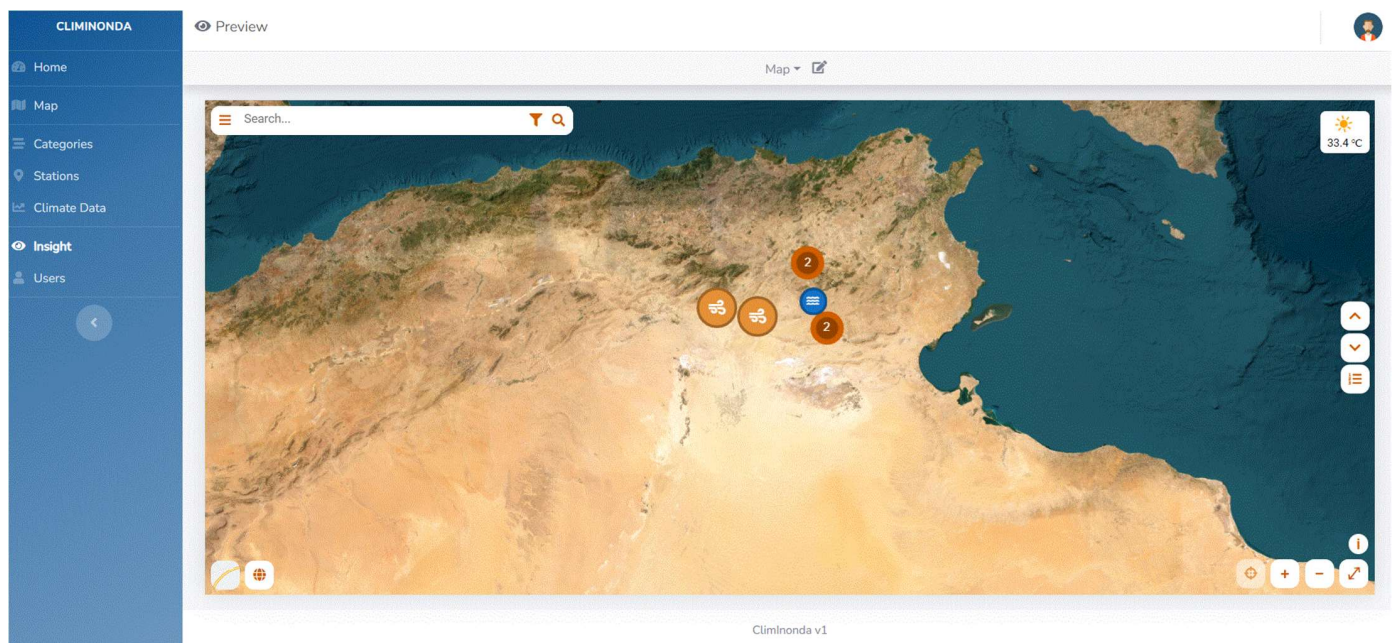 CLIMINONDA
Preview
Home
Map
Map
Categories
Stations
Climate Data
Insight
Users
Search...
33.4 °C
2
2
i
ClimInonda v1